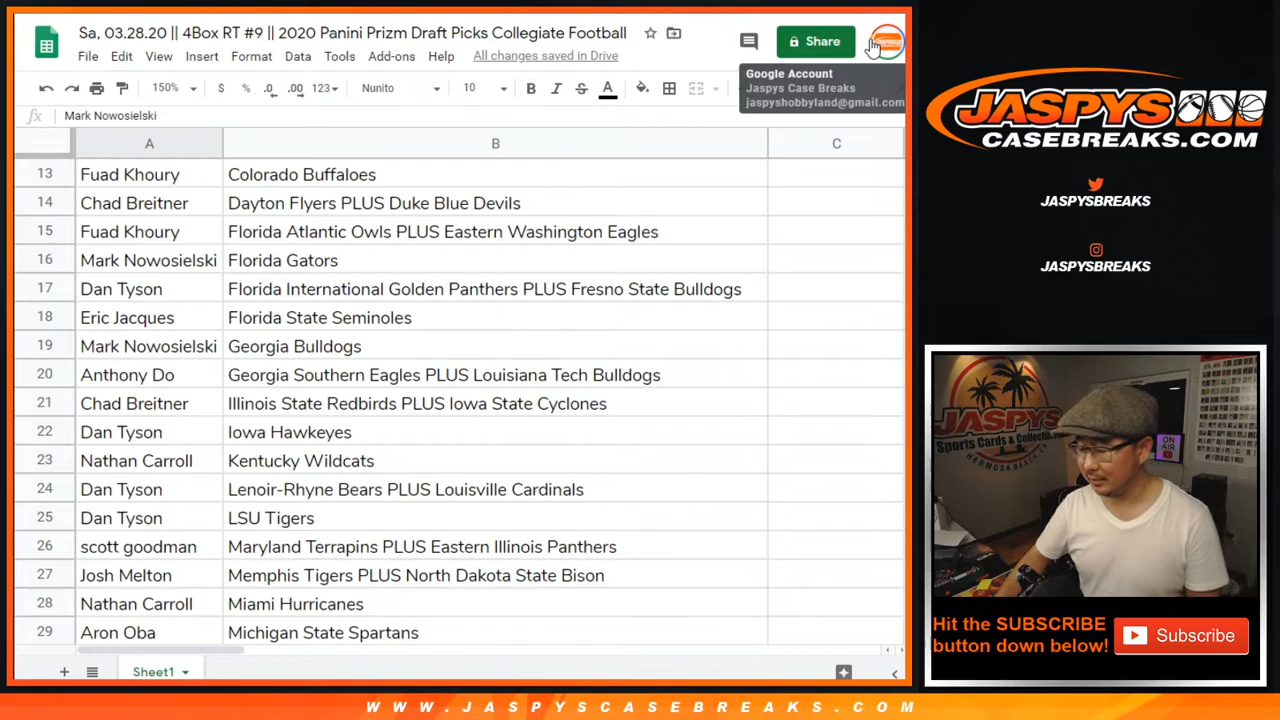 Sa, 03.28.20 || 4Box RT #9 || 2020 Panini Prizm Draft Picks Collegiate Football
Share
File Edit View Insert Format Data Tools Add-ons Help All changes saved in Drive
Google Account
Jaspys Case Breaks
jaspyshobbyland@gmail.com
150% $ % .0 .00 123 Nunito 10 B I S A
fx Mark Nowosielski
A B C
13 Fuad Khoury Colorado Buffaloes
14 Chad Breitner Dayton Flyers PLUS Duke Blue Devils
15 Fuad Khoury Florida Atlantic Owls PLUS Eastern Washington Eagles
16 Mark Nowosielski Florida Gators
17 Dan Tyson Florida International Golden Panthers PLUS Fresno State Bulldogs
18 Eric Jacques Florida State Seminoles
19 Mark Nowosielski Georgia Bulldogs
20 Anthony Do Georgia Southern Eagles PLUS Louisiana Tech Bulldogs
21 Chad Breitner Illinois State Redbirds PLUS Iowa State Cyclones
22 Dan Tyson Iowa Hawkeyes
23 Nathan Carroll Kentucky Wildcats
24 Dan Tyson Lenoir-Rhyne Bears PLUS Louisville Cardinals
25 Dan Tyson LSU Tigers
26 scott goodman Maryland Terrapins PLUS Eastern Illinois Panthers
27 Josh Melton Memphis Tigers PLUS North Dakota State Bison
28 Nathan Carroll Miami Hurricanes
29 Aron Oba Michigan State Spartans
Sheet1
JASPYS
CASEBREAKS.COM
JASPYSBREAKS
JASPYSBREAKS
JASPYS
Sports Cards & Collectibles
HERMOSA BEACH, CA
ON AIR
Hit the SUBSCRIBE
button down below!
Subscribe
WWW.JASPYSCASEBREAKS.COM